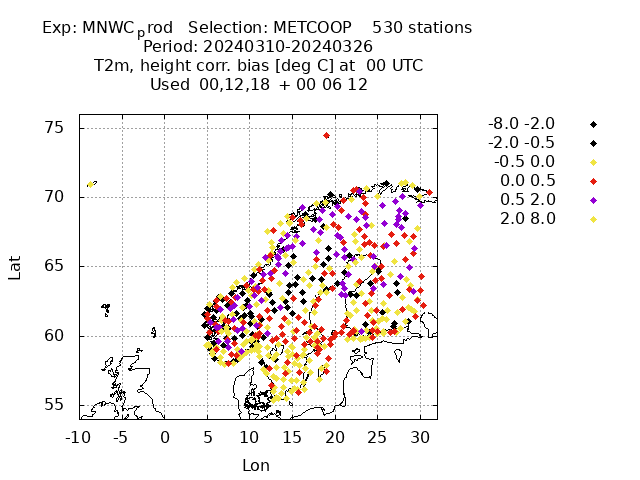 Exp: MNWCprod   Selection: METCOOP    530 stations
Period: 20240310-20240326
T2m, height corr. bias [deg C] at  00 UTC
Used  00,12,18  + 00 06 12
-8.0 -2.0
-2.0 -0.5
-0.5 0.0
0.0 0.5
0.5 2.0
2.0 8.0
75
70
65
60
55
Lat
-10 -5 0 5 10 15 20 25 30
Lon